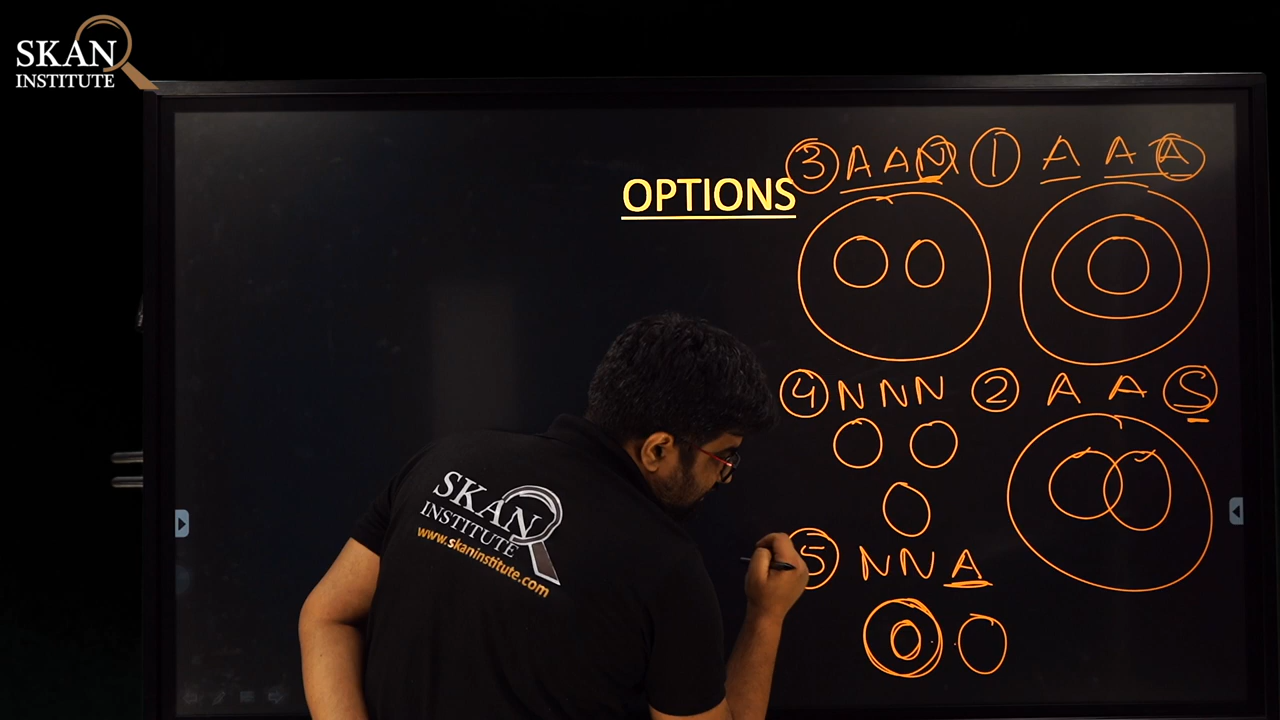 SKAN
INSTITUTE
OPTIONS
③ A A N
① A A A
④ N N N
② A A S
⑤ N N A
SKAN
INSTITUTE
www.skaninstitute.com